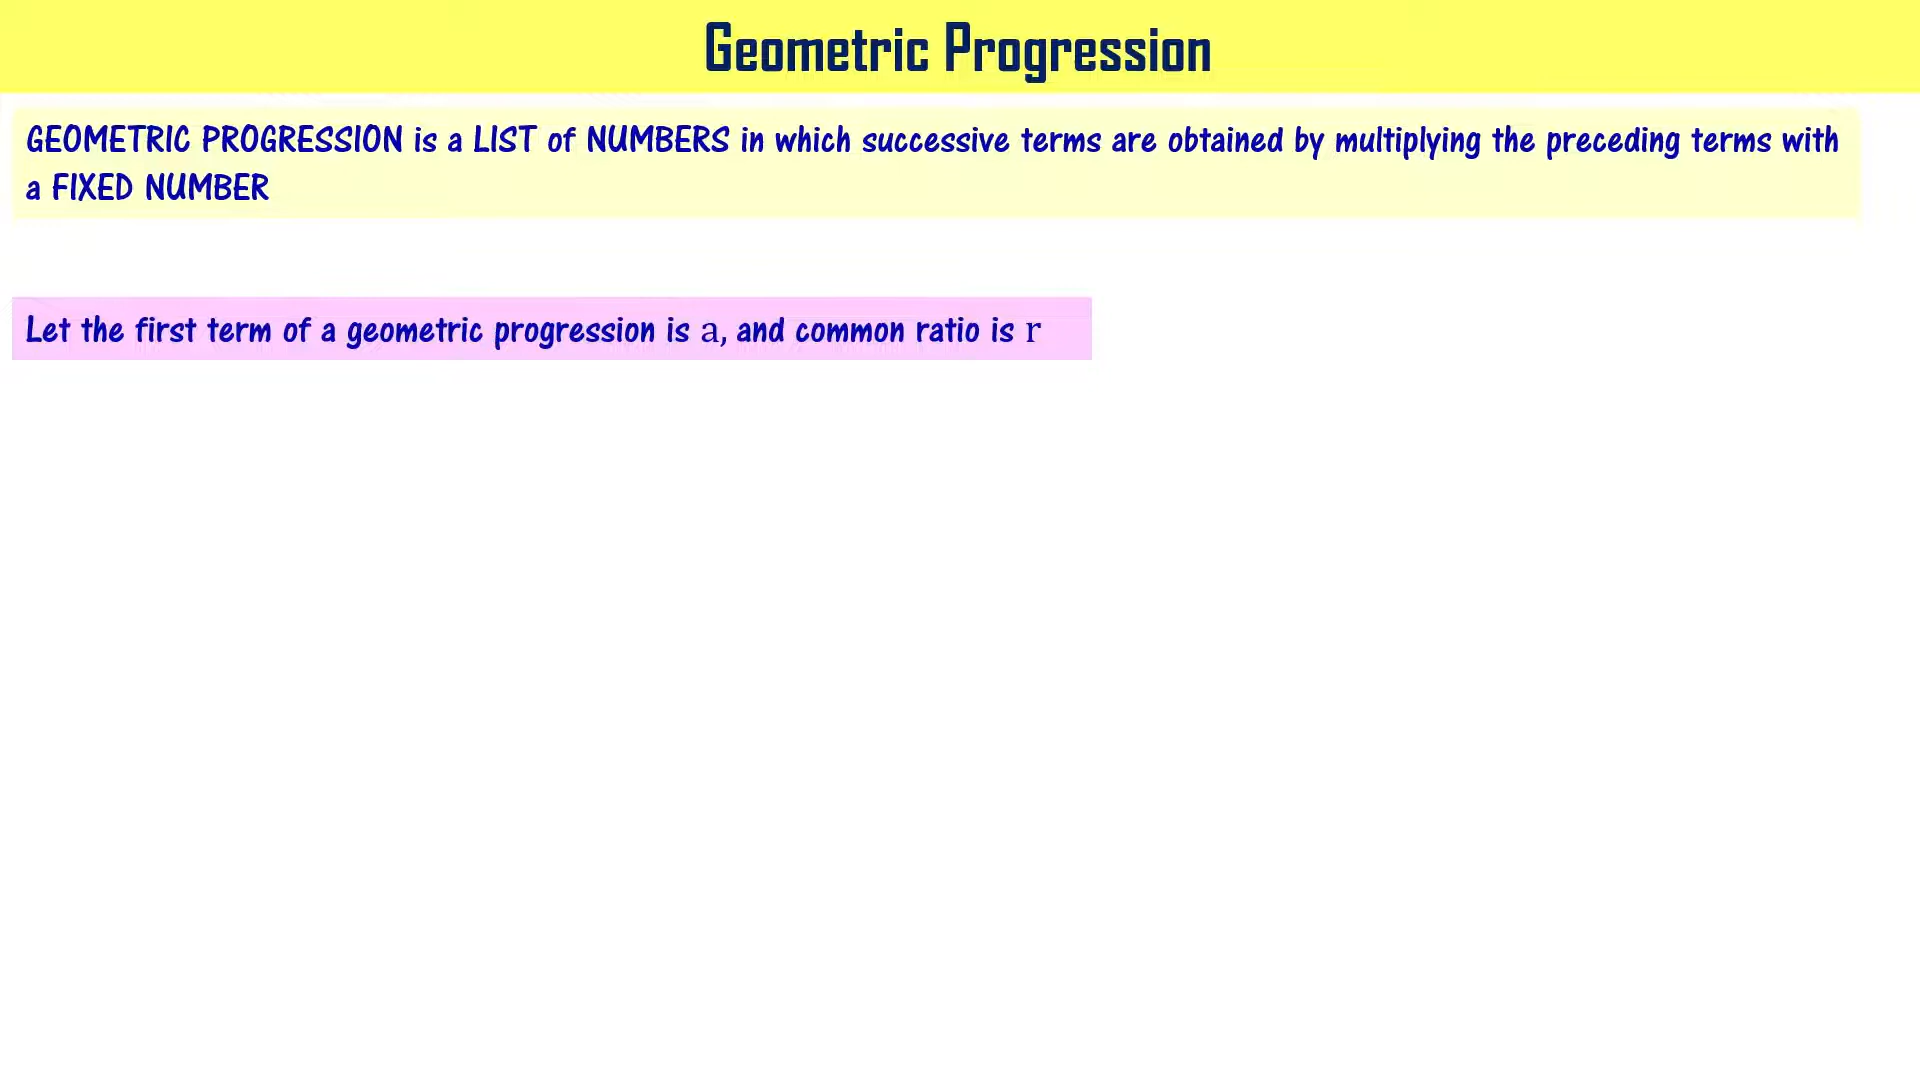 Geometric Progression
GEOMETRIC PROGRESSION is a LIST of NUMBERS in which successive terms are obtained by multiplying the preceding terms with
a FIXED NUMBER
Let the first term of a geometric progression is a, and common ratio is r